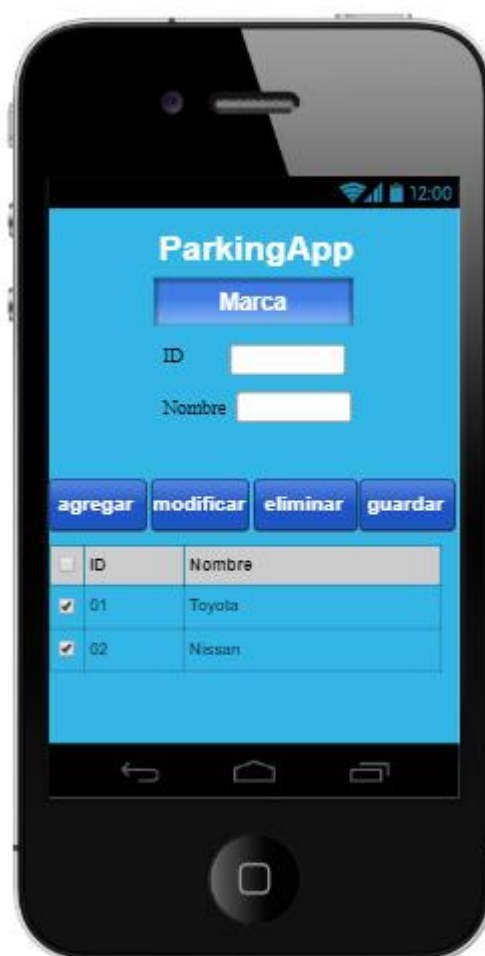 12:00
ParkingApp
Marca
ID
Nombre
agregar modificar eliminar guardar
ID Nombre
01 Toyota
02 Nissan